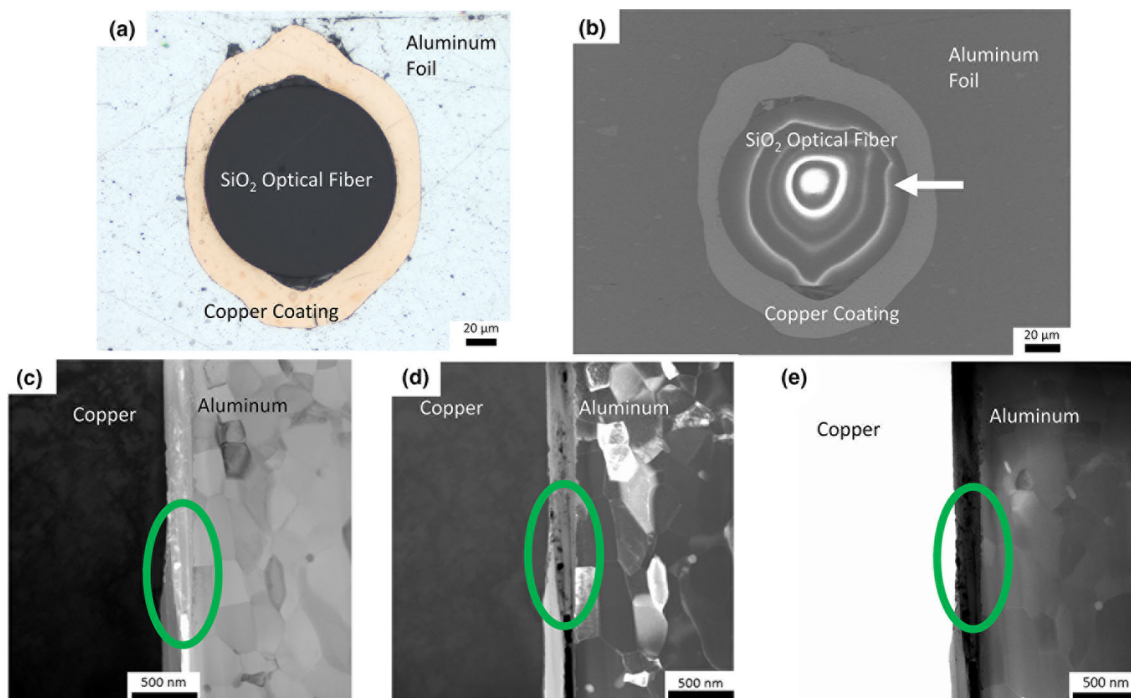 (a)
Aluminum
Foil
SiO₂ Optical Fiber
Copper Coating
20 µm
(b)
Aluminum
Foil
SiO₂ Optical Fiber
Copper Coating
20 µm
(c)
Copper
Aluminum
500 nm
(d)
Copper
Aluminum
500 nm
(e)
Copper
Aluminum
500 nm